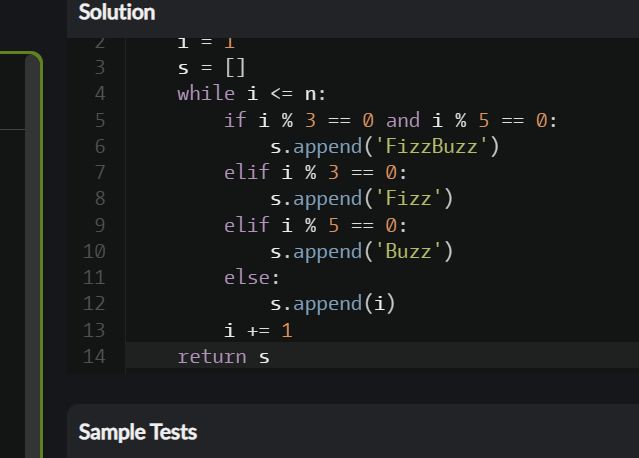 Solution
2    i = 1
3    s = []
4    while i <= n:
5        if i % 3 == 0 and i % 5 == 0:
6            s.append('FizzBuzz')
7        elif i % 3 == 0:
8            s.append('Fizz')
9        elif i % 5 == 0:
10            s.append('Buzz')
11        else:
12            s.append(i)
13        i += 1
14    return s
Sample Tests